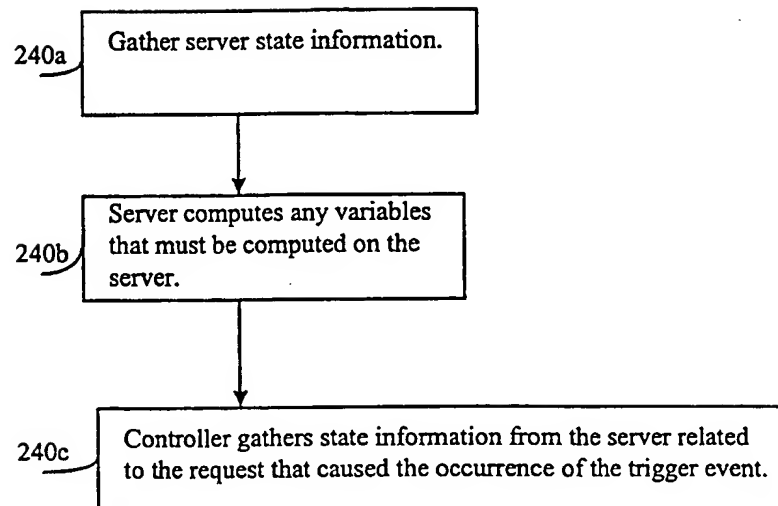 240a
Gather server state information.
240b
Server computes any variables
that must be computed on the
server.
240c
Controller gathers state information from the server related
to the request that caused the occurrence of the trigger event.